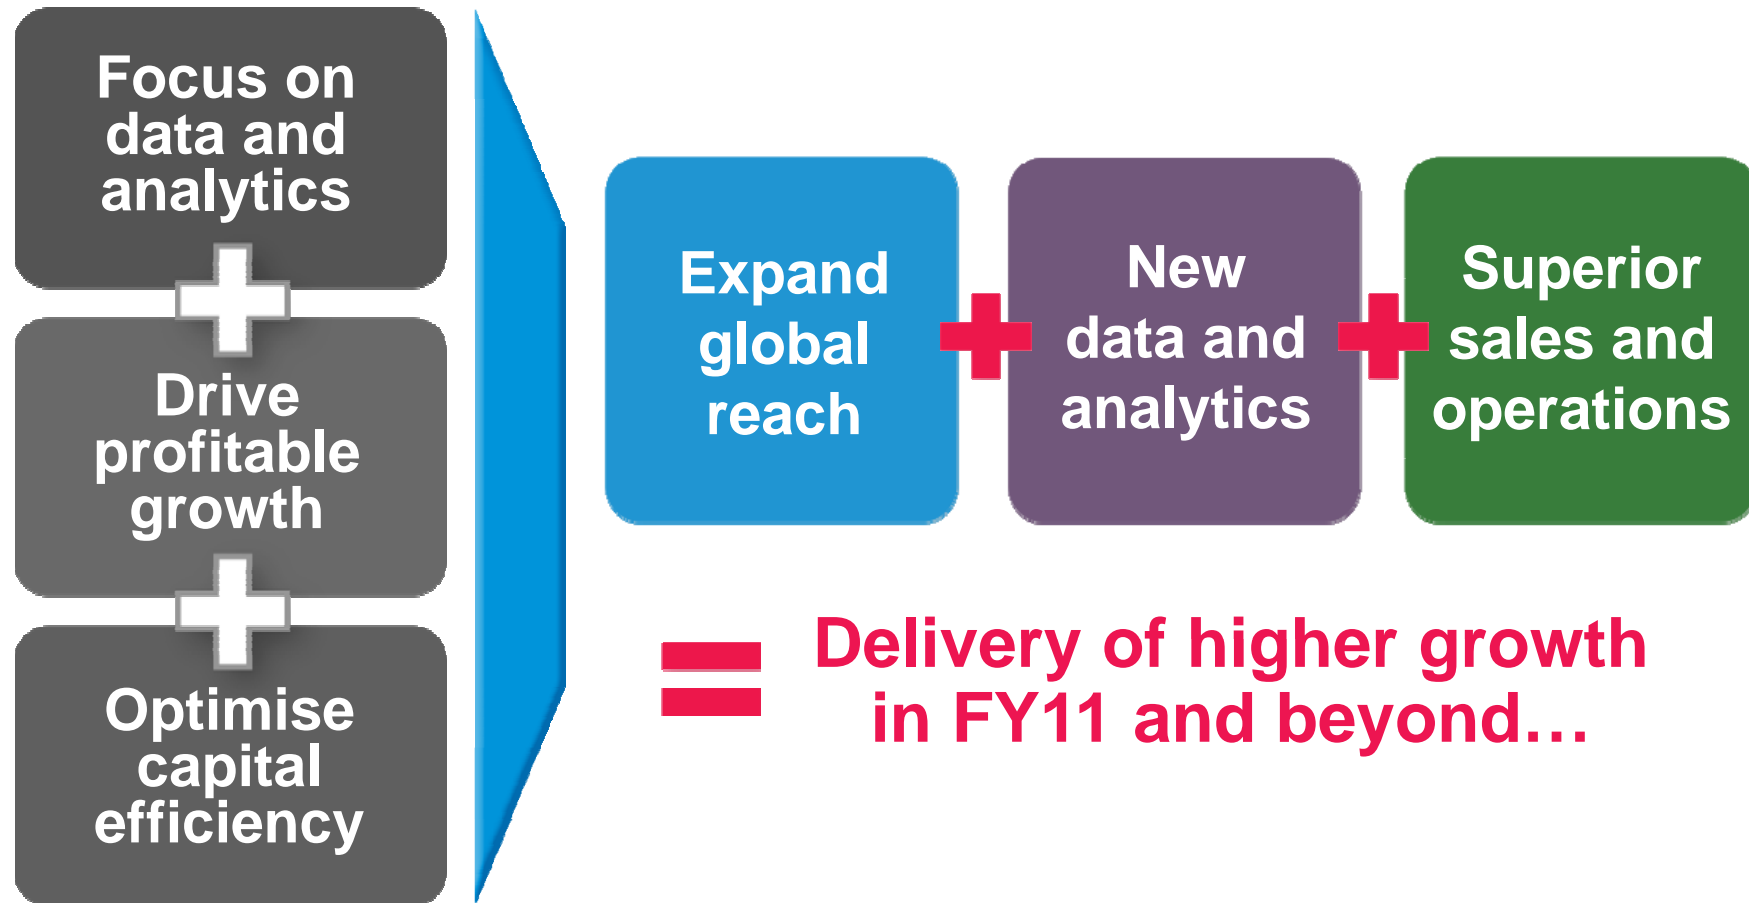 Focus on
data and
analytics
Drive
profitable
growth
Optimise
capital
efficiency
Expand
global
reach
New
data and
analytics
Superior
sales and
operations
= Delivery of higher growth
in FY11 and beyond…